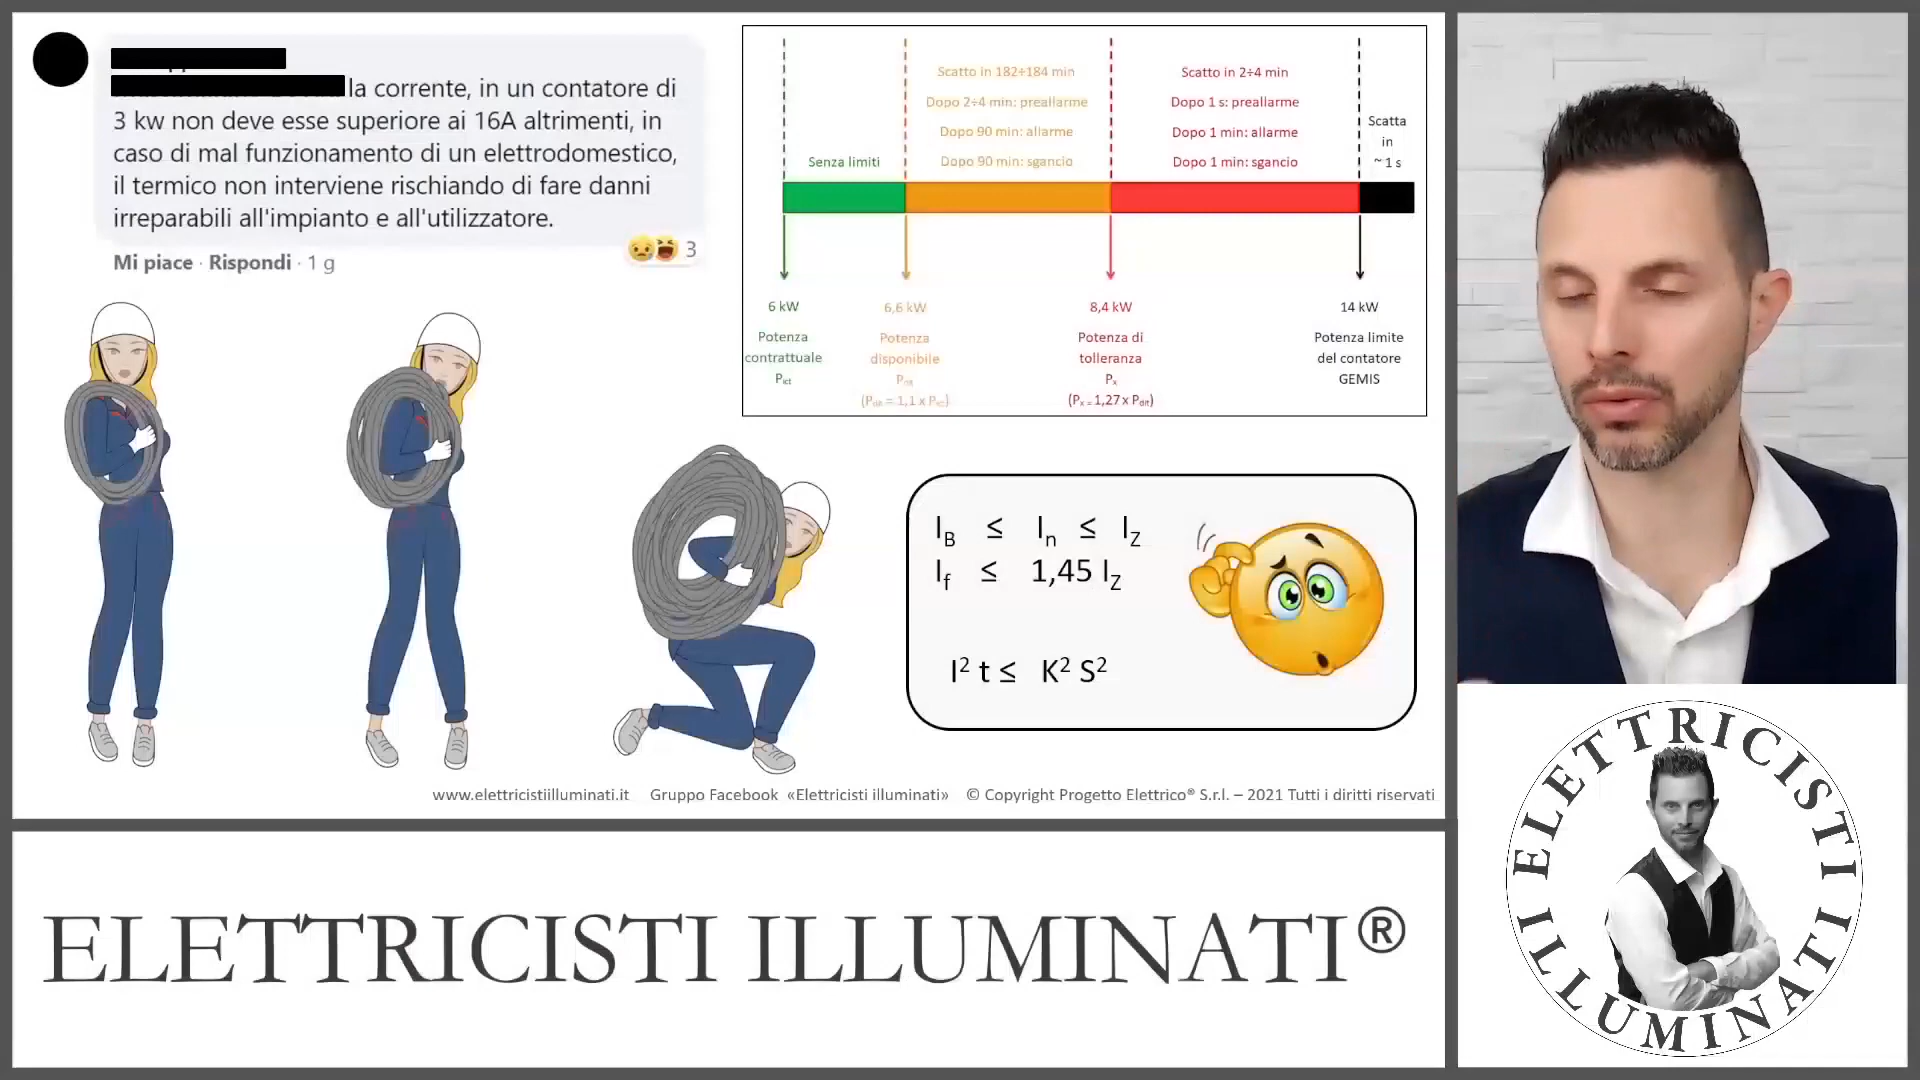 la corrente, in un contatore di
3 kw non deve esse superiore ai 16A altrimenti, in
caso di mal funzionamento di un elettrodomestico,
il termico non interviene rischiando di fare danni
irreparabili all'impianto e all'utilizzatore.
Mi piace · Rispondi · 1 g
3
Senza limiti
Scatto in 182÷184 min
Dopo 2÷4 min: preallarme
Dopo 90 min: allarme
Dopo 90 min: sgancio
Scatto in 2÷4 min
Dopo 1 s: preallarme
Dopo 1 min: allarme
Dopo 1 min: sgancio
Scatta
in
~ 1 s
6 kW
Potenza
contrattuale
6,6 kW
Potenza
disponibile
8,4 kW
Potenza di
tolleranza
Px
(Px = 1,27 x Pdit)
14 kW
Potenza limite
del contatore
GEMIS
IB ≤ In ≤ IZ
If ≤ 1,45 IZ
I² t ≤ K² S²
www.elettricistiilluminati.it Gruppo Facebook «Elettricisti illuminati» © Copyright Progetto Elettrico® S.r.l. – 2021 Tutti i diritti riservati
ELETTRICISTI ILLUMINATI®
ELETTRICISTI ILLUMINATI